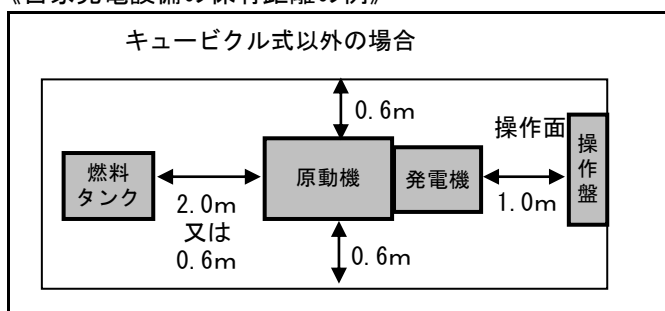 キュービクル式以外の場合
0.6m
操作面
操作盤
燃料
タンク
原動機
発電機
2.0m
又は
0.6m
1.0m
0.6m